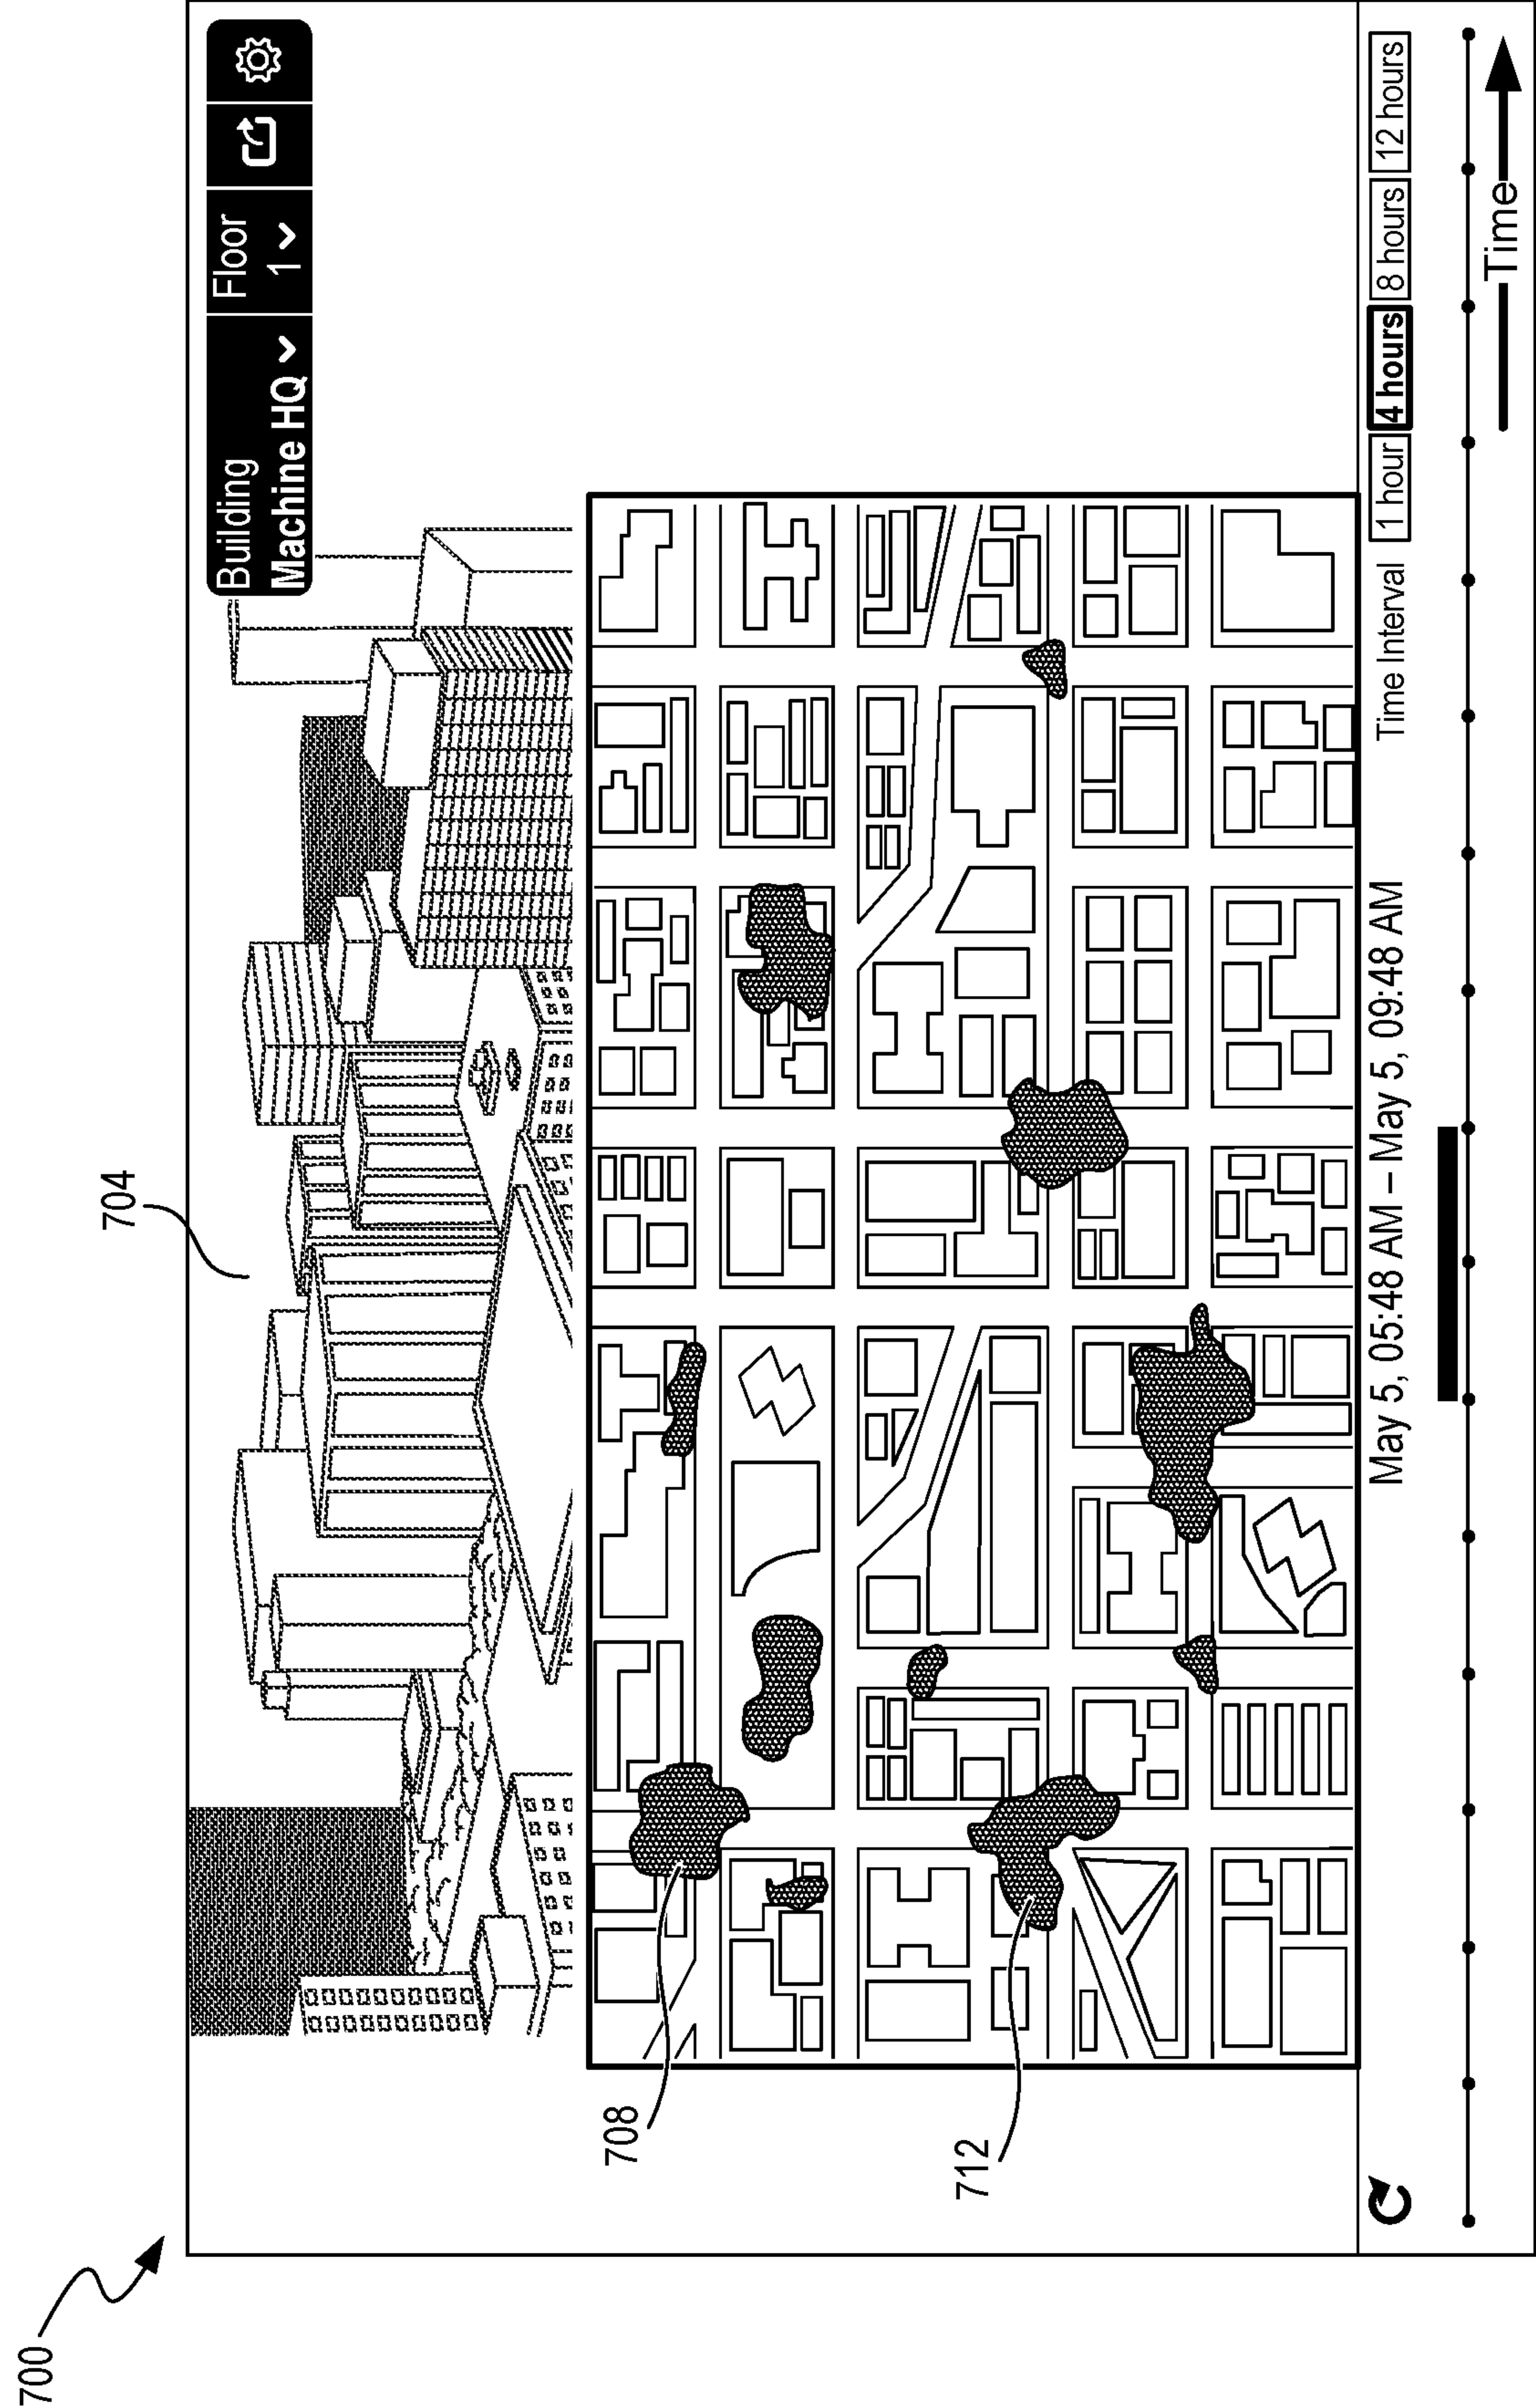 700
704
Building
Machine HQ
Floor
1
708
712
May 5, 05:48 AM – May 5, 09:48 AM
Time Interval
1 hour
4 hours
8 hours
12 hours
Time